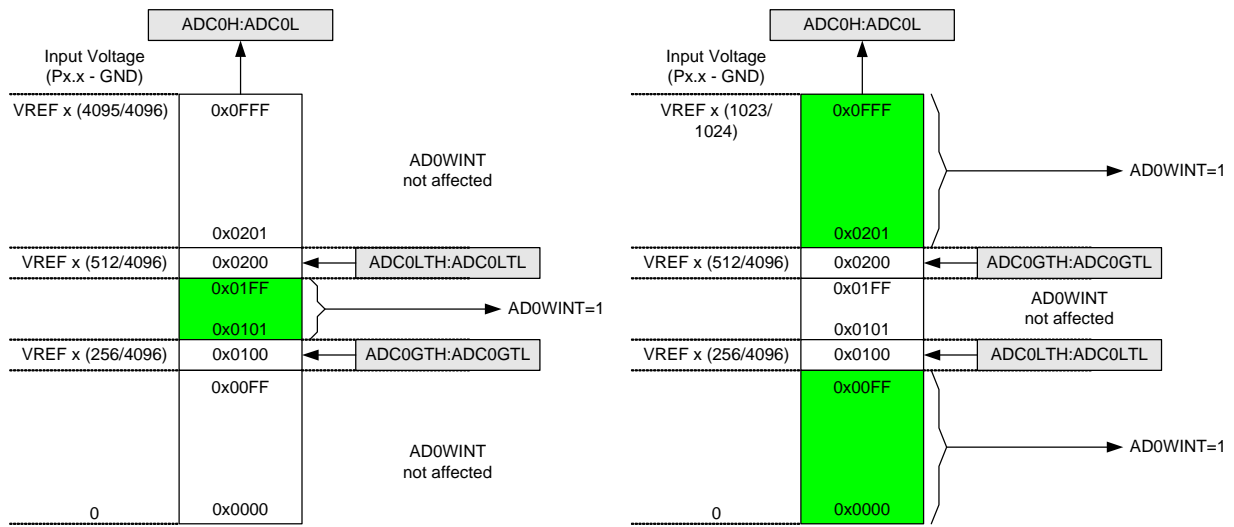 ADC0H:ADC0L
Input Voltage
(Px.x - GND)
VREF x (4095/4096)
0x0FFF
AD0WINT
not affected
0x0201
VREF x (512/4096)
0x0200
ADC0LTH:ADC0LTL
0x01FF
AD0WINT=1
0x0101
VREF x (256/4096)
0x0100
ADC0GTH:ADC0GTL
0x00FF
AD0WINT
not affected
0
0x0000
ADC0H:ADC0L
Input Voltage
(Px.x - GND)
VREF x (1023/
1024)
0x0FFF
AD0WINT=1
0x0201
VREF x (512/4096)
0x0200
ADC0GTH:ADC0GTL
0x01FF
AD0WINT
not affected
0x0101
VREF x (256/4096)
0x0100
ADC0LTH:ADC0LTL
0x00FF
AD0WINT=1
0
0x0000